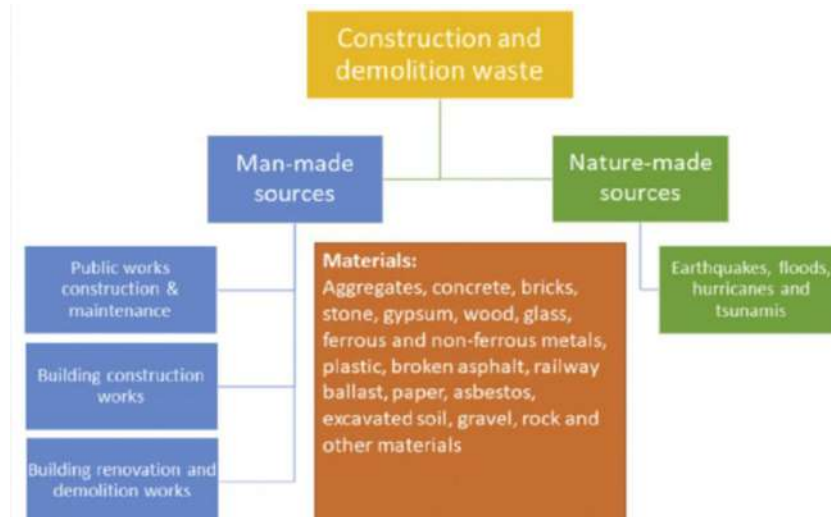 Construction and
demolition waste
Man-made
sources
Nature-made
sources
Public works
construction &
maintenance
Building construction
works
Building renovation and
demolition works
Materials:
Aggregates, concrete, bricks,
stone, gypsum, wood, glass,
ferrous and non-ferrous metals,
plastic, broken asphalt, railway
ballast, paper, asbestos,
excavated soil, gravel, rock and
other materials
Earthquakes, floods,
hurricanes and
tsunamis